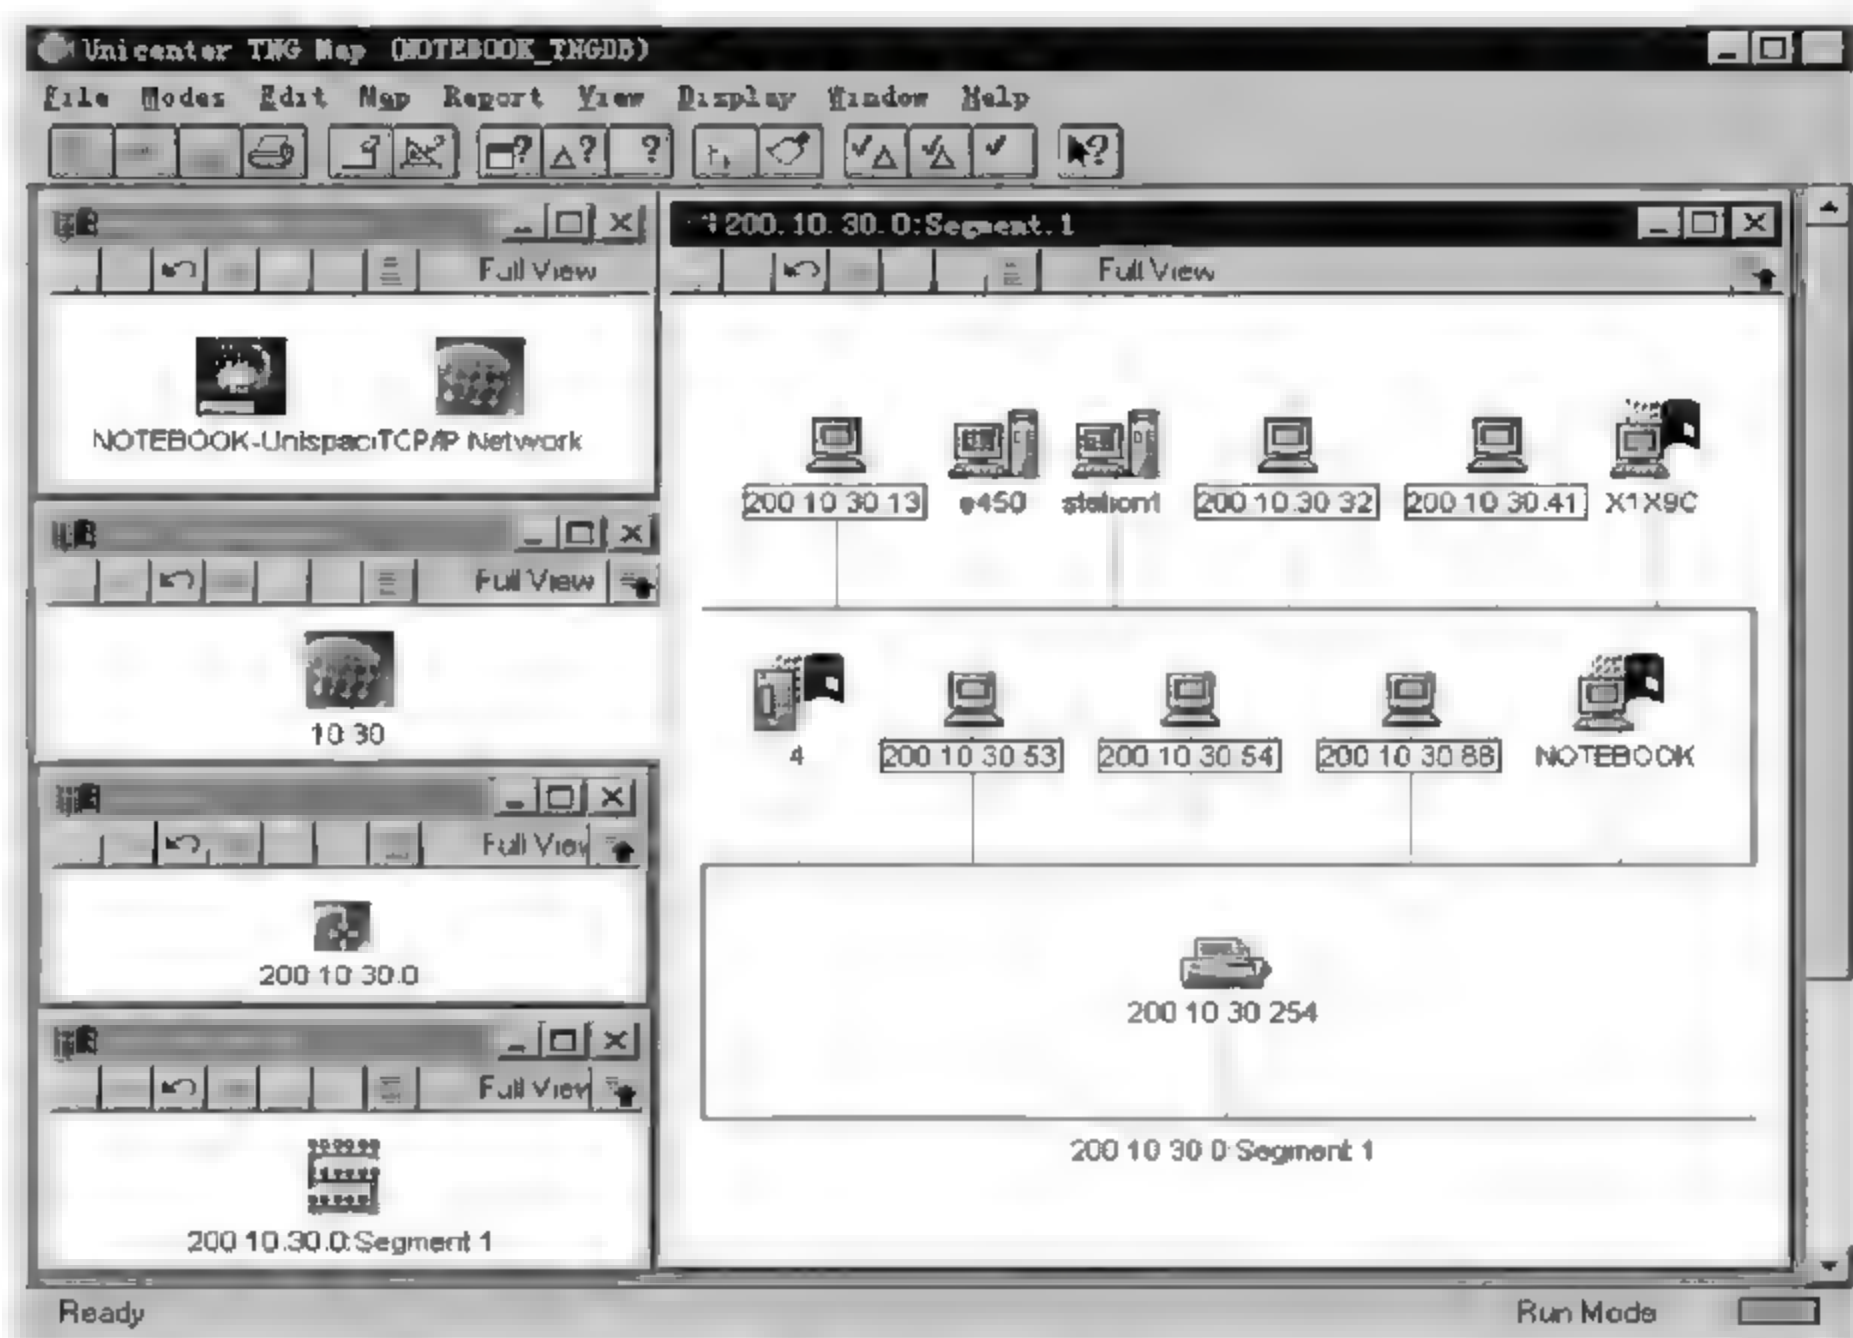 Unicenter TNG Map (NOTEBOOK_TNGDB)
File Modes Edit Map Report View Display Window Help
Full View
NOTEBOOK-Unispac TCP/IP Network
Full View
10 30
Full View
200 10 30.0
Full View
200 10.30.0:Segment 1
200.10.30.0:Segment.1
Full View
200 10 30 13 e450 station1 200 10.30 32 200 10 30.41 X1X9C
4 200 10 30 53 200 10 30 54 200 10 30 88 NOTEBOOK
200 10 30 254
200 10 30 0 Segment 1
Ready Run Mode